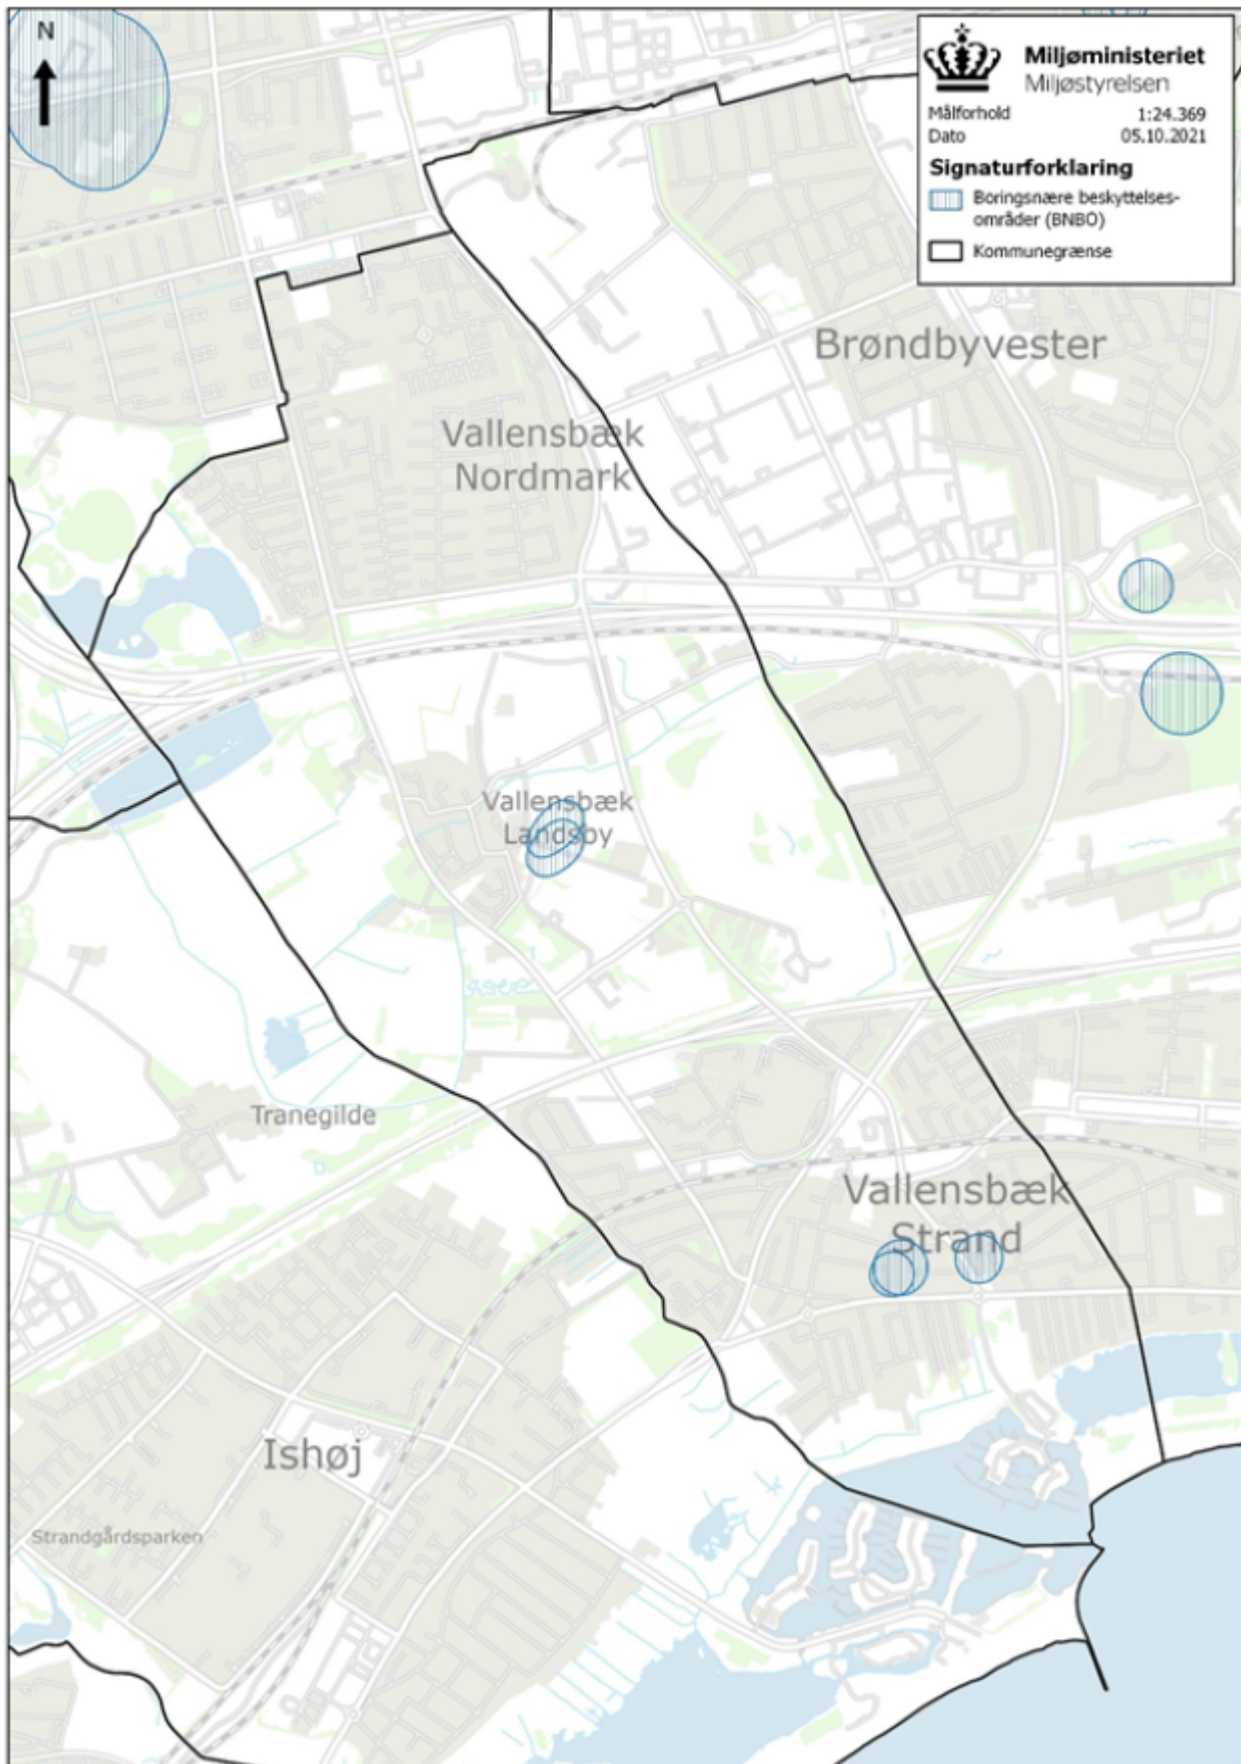 N
Miljøministeriet
Miljøstyrelsen
Målforhold 1:24.369
Dato 05.10.2021
Signaturforklaring
Boringsnære beskyttelses-
områder (BNBO)
Kommunegrænse
Brøndbyvester
Vallensbæk
Nordmark
Vallensbæk
Landsby
Tranegilde
Vallensbæk
Strand
Ishøj
Strandgårdsparken